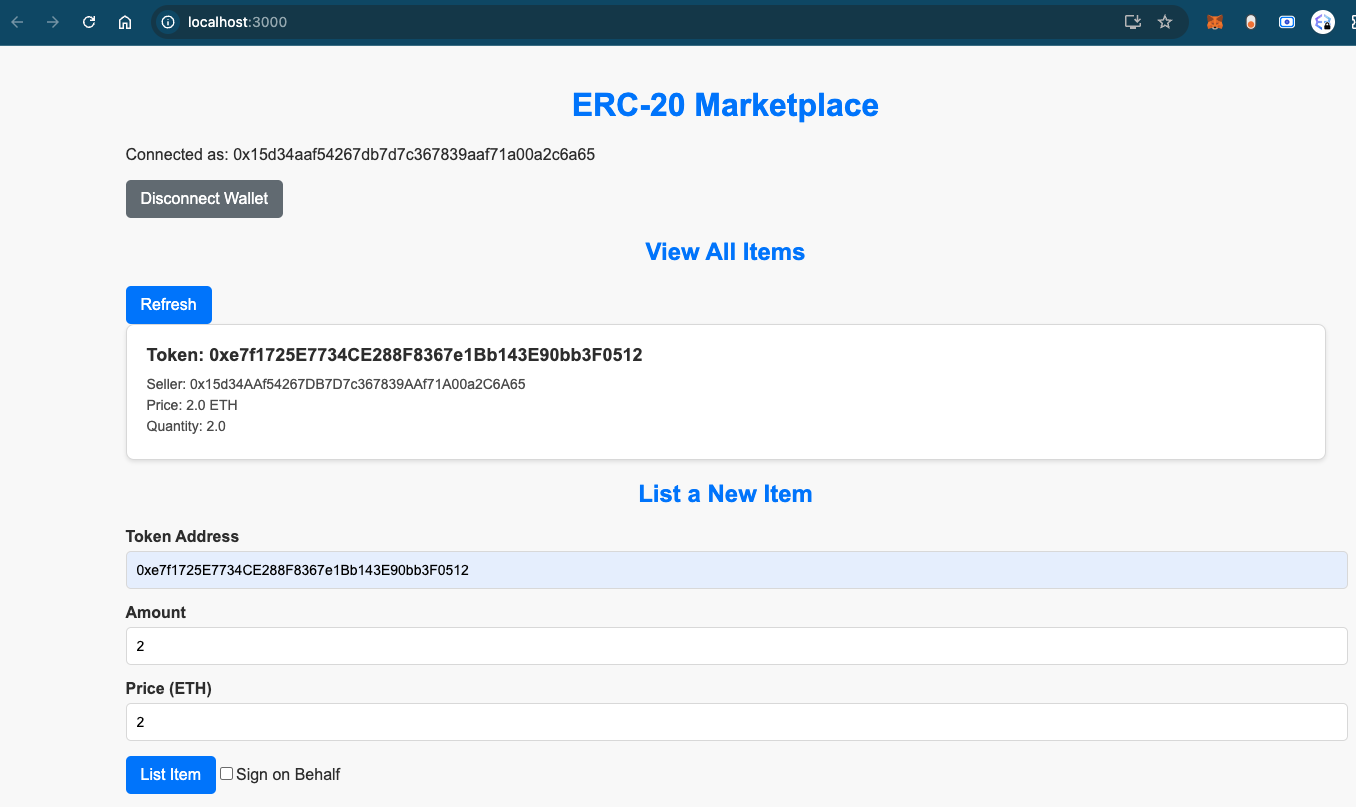 localhost:3000
ERC-20 Marketplace
Connected as: 0x15d34aaf54267db7d7c367839aaf71a00a2c6a65
Disconnect Wallet
View All Items
Refresh
Token: 0xe7f1725E7734CE288F8367e1Bb143E90bb3F0512
Seller: 0x15d34AAf54267DB7D7c367839AAf71A00a2C6A65
Price: 2.0 ETH
Quantity: 2.0
List a New Item
Token Address
0xe7f1725E7734CE288F8367e1Bb143E90bb3F0512
Amount
2
Price (ETH)
2
List Item Sign on Behalf